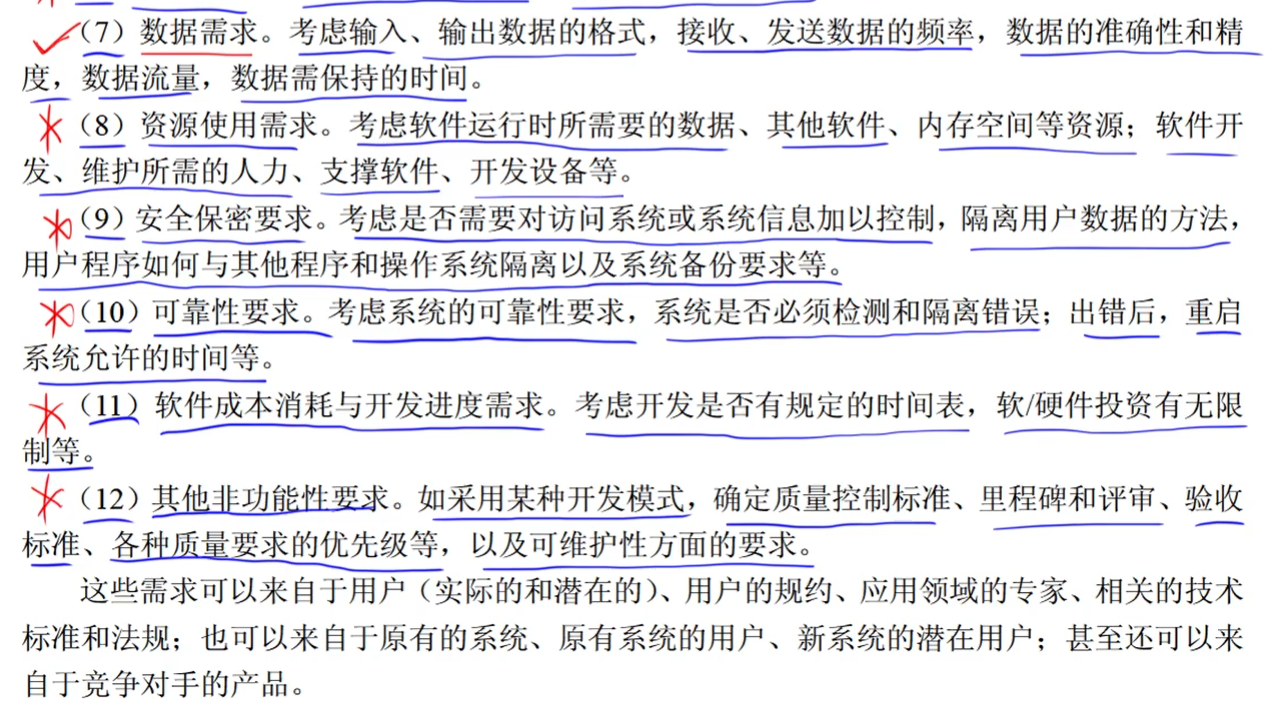 (7)数据需求。考虑输入、输出数据的格式，接收、发送数据的频率，数据的准确性和精
度，数据流量，数据需保持的时间。
(8)资源使用需求。考虑软件运行时所需要的数据、其他软件、内存空间等资源；软件开
发、维护所需的人力、支撑软件、开发设备等。
(9)安全保密要求。考虑是否需要对访问系统或系统信息加以控制，隔离用户数据的方法，
用户程序如何与其他程序和操作系统隔离以及系统备份要求等。
(10)可靠性要求。考虑系统的可靠性要求，系统是否必须检测和隔离错误；出错后，重启
系统允许的时间等。
(11)软件成本消耗与开发进度需求。考虑开发是否有规定的时间表，软/硬件投资有无限
制等。
(12)其他非功能性要求。如采用某种开发模式，确定质量控制标准、里程碑和评审、验收
标准、各种质量要求的优先级等，以及可维护性方面的要求。
这些需求可以来自于用户（实际的和潜在的）、用户的规约、应用领域的专家、相关的技术
标准和法规；也可以来自于原有的系统、原有系统的用户、新系统的潜在用户；甚至还可以来
自于竞争对手的产品。